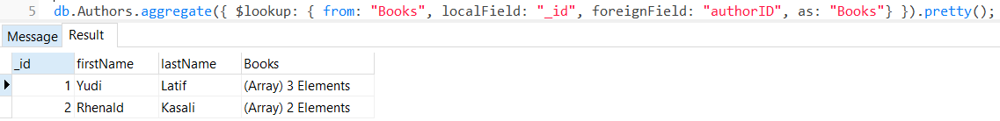 5 db.Authors.aggregate({ $lookup: { from: "Books", localField: "_id", foreignField: "authorID", as: "Books"} }).pretty();
Message Result
_id firstName lastName Books
1 Yudi Latif (Array) 3 Elements
2 Rhenald Kasali (Array) 2 Elements